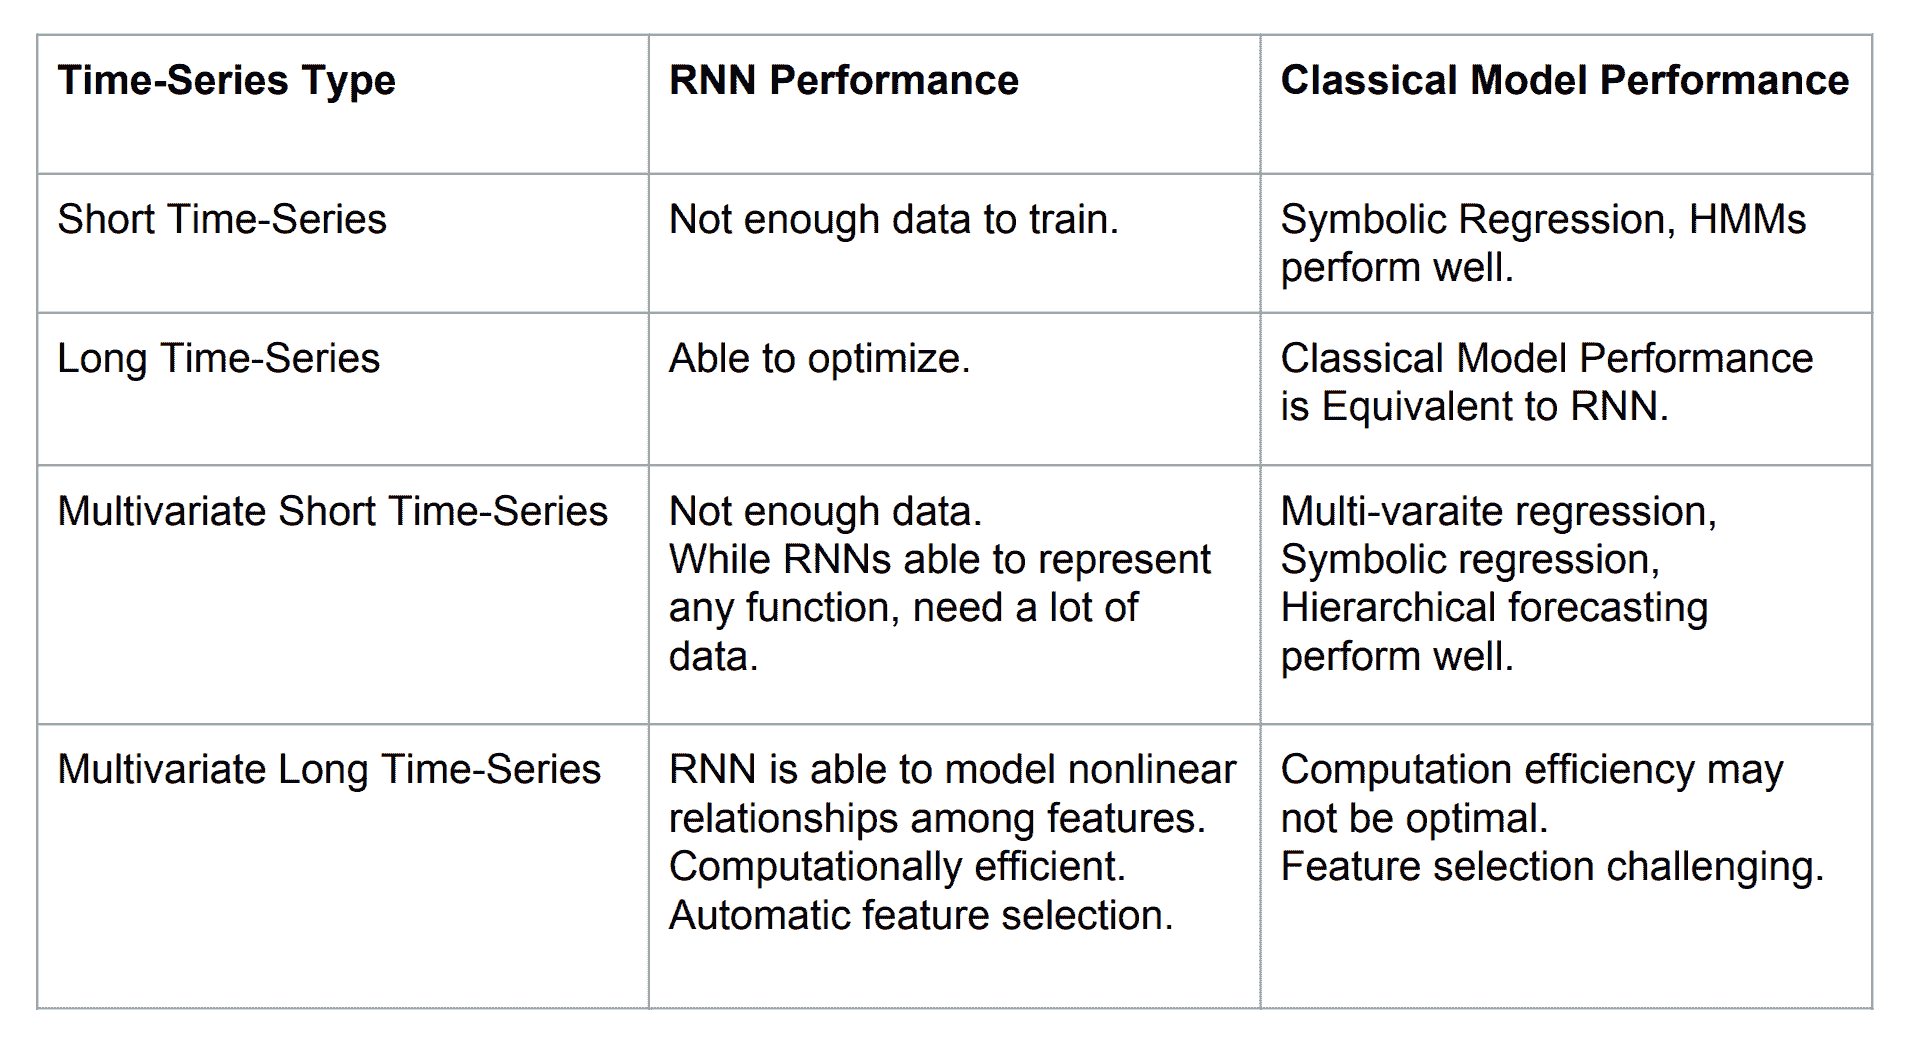 Time-Series Type
RNN Performance
Classical Model Performance
Short Time-Series
Not enough data to train.
Symbolic Regression, HMMs
perform well.
Long Time-Series
Able to optimize.
Classical Model Performance
is Equivalent to RNN.
Multivariate Short Time-Series
Not enough data.
While RNNs able to represent
any function, need a lot of
data.
Multi-varaite regression,
Symbolic regression,
Hierarchical forecasting
perform well.
Multivariate Long Time-Series
RNN is able to model nonlinear
relationships among features.
Computationally efficient.
Automatic feature selection.
Computation efficiency may
not be optimal.
Feature selection challenging.